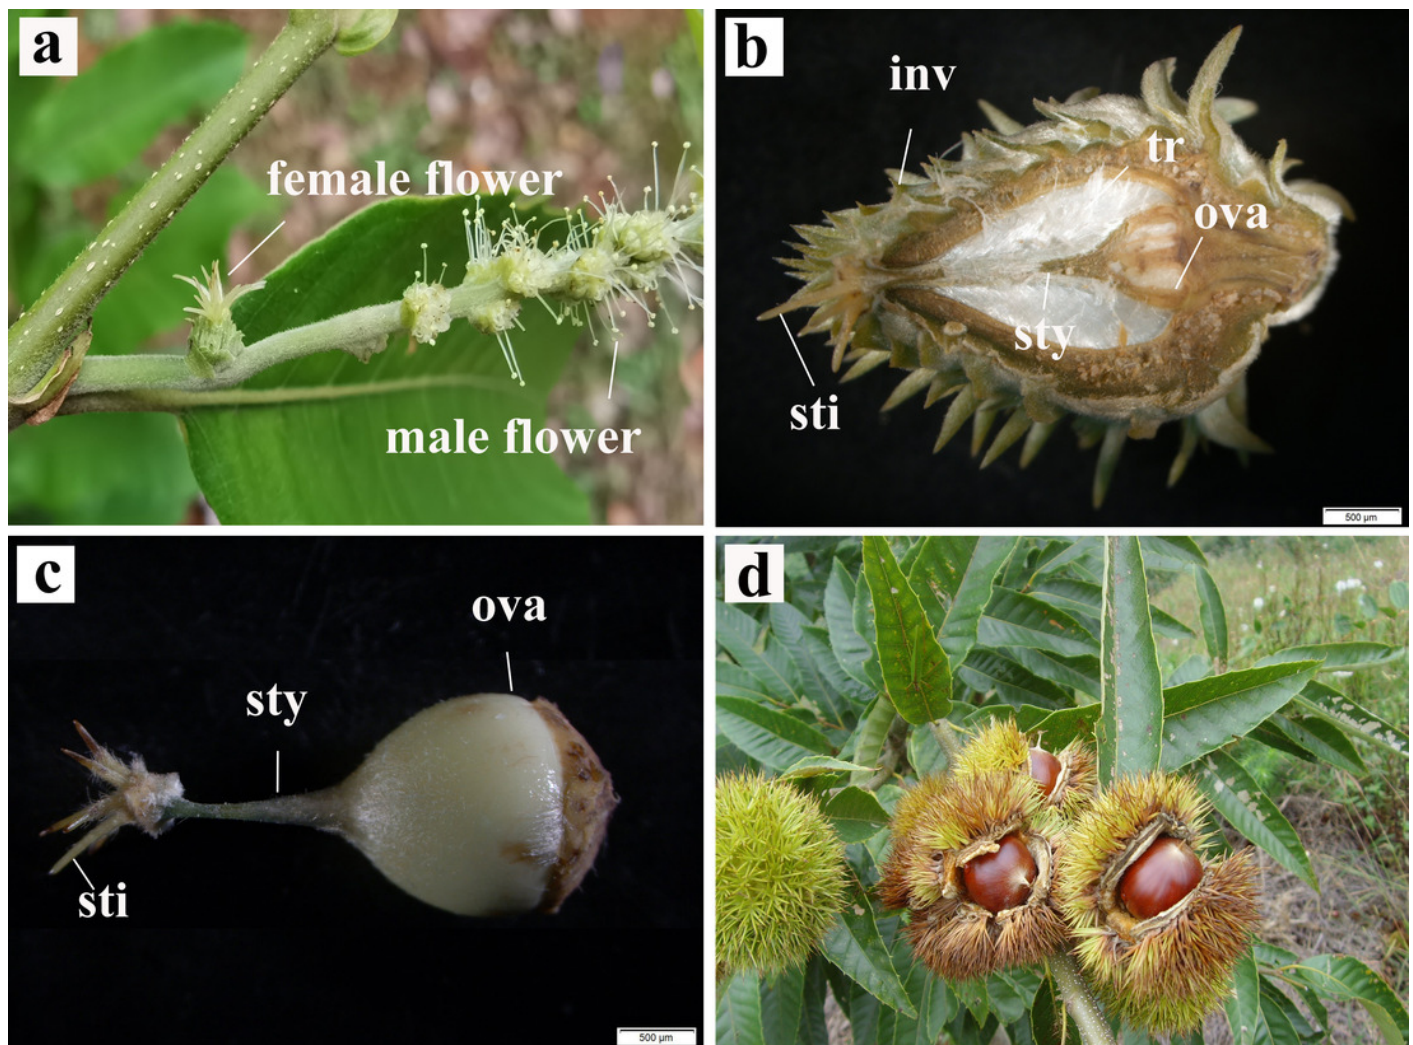 a
female flower
male flower
b
inv
tr
ova
sty
sti
500 µm
c
ova
sty
sti
500 µm
d